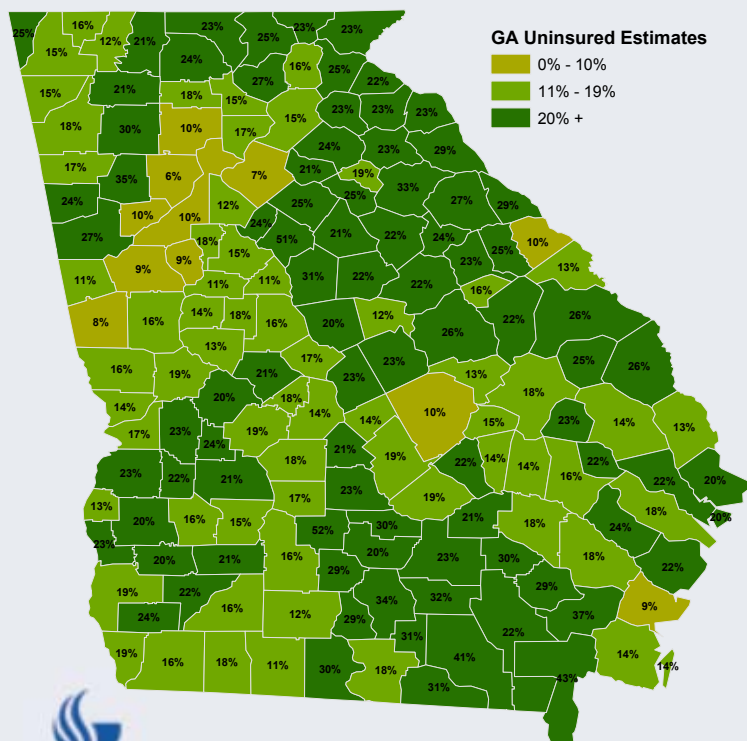 GA Uninsured Estimates
0% - 10%
11% - 19%
20% +
25% 16% 12% 21% 23% 25% 23% 23%
15% 24% 27% 16% 25% 22%
15% 21% 18% 15% 15% 23% 23% 23%
18% 30% 10% 17% 24% 23% 29%
17% 35% 6% 7% 21% 19% 33% 27% 29%
24% 10% 10% 12% 25% 25%
27% 18% 24% 51% 21% 22% 24% 25% 10%
11% 9% 9% 15% 31% 22% 22% 23% 13%
11% 11% 16%
8% 16% 14% 18% 16% 20% 12% 26% 22% 26%
13%
16% 19% 21% 17% 23% 23% 13% 18% 25% 26%
14% 20% 18% 14% 14% 10% 15% 23% 14% 13%
17% 23% 24% 19% 21% 19%
23% 22% 21% 18% 23% 22% 14% 14% 16% 22% 22% 20%
13% 20% 16% 15% 17% 19% 21% 18% 24% 18% 20%
23% 52% 30%
20% 21% 16% 29% 20% 23% 30% 18% 22%
19% 22% 16% 12% 34% 32% 29% 37% 9%
24% 29% 31% 22%
19% 16% 18% 11% 30% 18% 41% 43% 14% 14%
31%